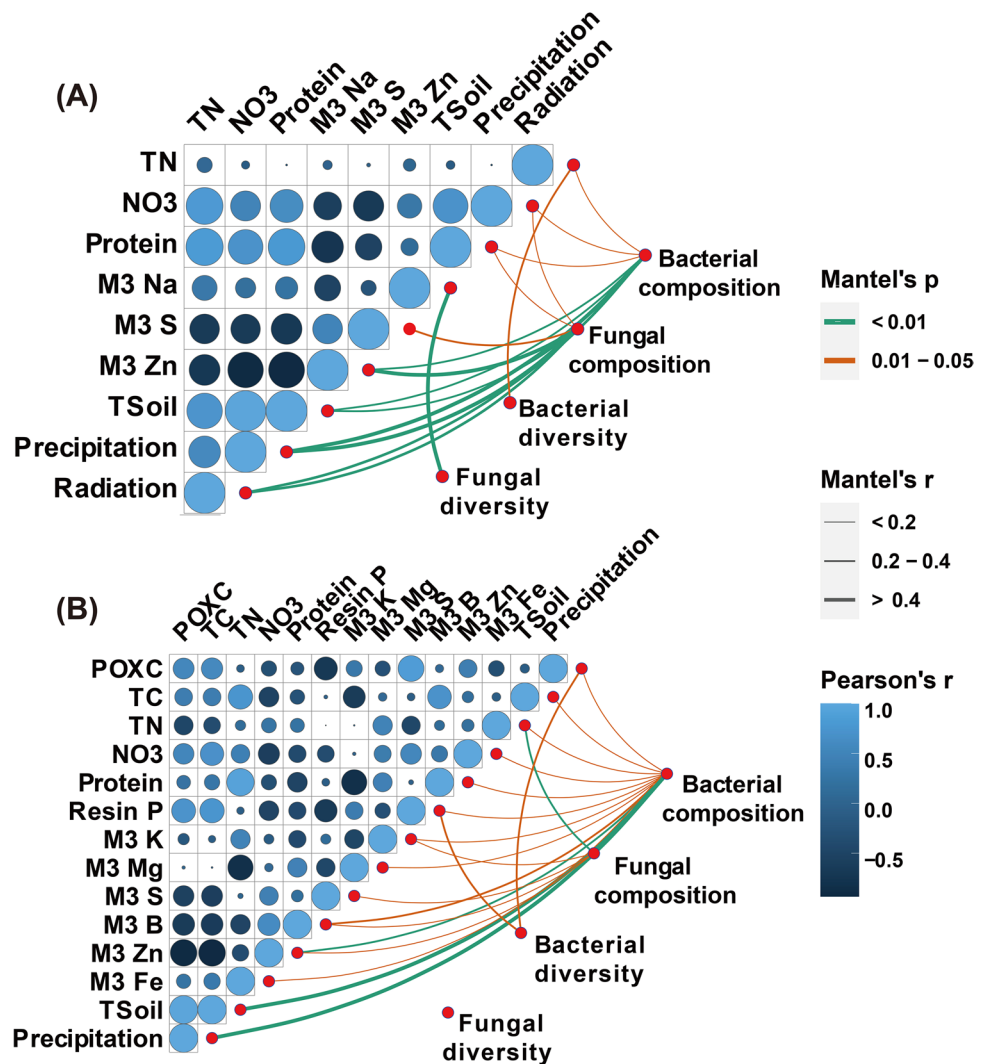 (A)
TN
NO3
Protein
M3 Na
M3 S
M3 Zn
TSoil
Precipitation
Radiation
TN
NO3
Protein
M3 Na
M3 S
M3 Zn
TSoil
Precipitation
Radiation
Bacterial
composition
Fungal
composition
Bacterial
diversity
Fungal
diversity
Mantel's p
< 0.01
0.01 – 0.05
Mantel's r
< 0.2
0.2 – 0.4
> 0.4
Pearson's r
1.0
0.5
0.0
–0.5
(B)
POXC
TC
TN
NO3
Protein
Resin P
M3 K
M3 Mg
M3 S
M3 B
M3 Zn
M3 Fe
TSoil
Precipitation
POXC
TC
TN
NO3
Protein
Resin P
M3 K
M3 Mg
M3 S
M3 B
M3 Zn
M3 Fe
TSoil
Precipitation
Bacterial
composition
Fungal
composition
Bacterial
diversity
Fungal
diversity